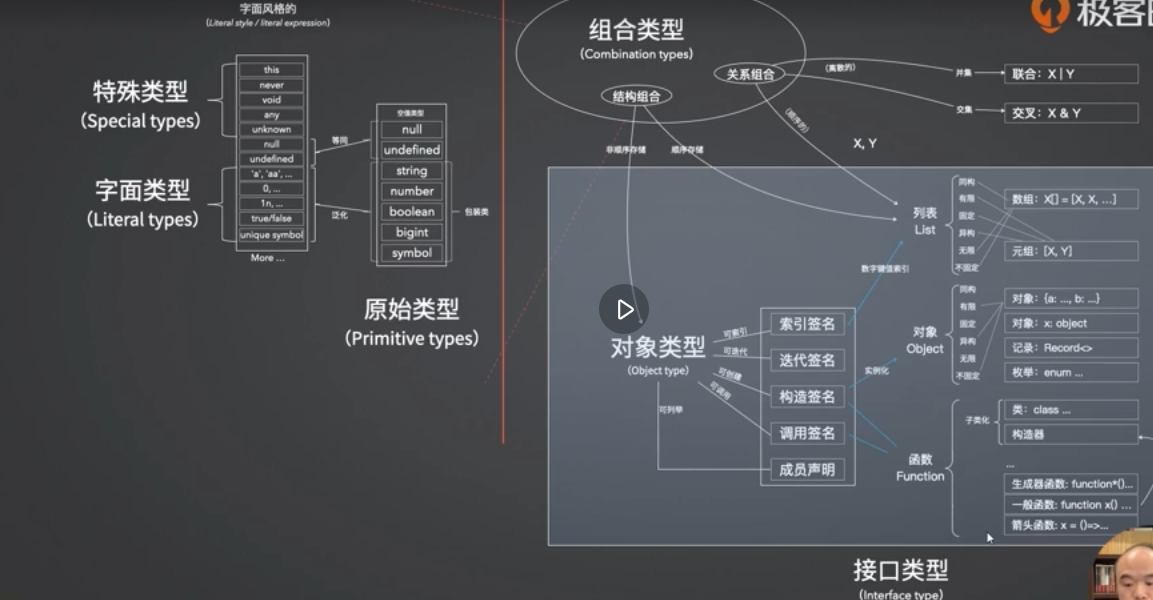 字面风格的
(Literal style / literal expression)
特殊类型
(Special types)
字面类型
(Literal types)
this
never
void
any
unknown
null
undefined
'a', 'aa', ...
0, ...
1n, ...
true/false
unique symbol
More ...
等同
泛化
空值类型
null
undefined
string
number
boolean
bigint
symbol
包装类
原始类型
(Primitive types)
极客
组合类型
(Combination types)
关系组合
结构组合
(离散的)
(顺序的)
并集
联合：X | Y
交集
交叉：X & Y
X, Y
非顺序存储
顺序存储
列表
List
同构
有限
固定
异构
无限
不固定
数组：X[] = [X, X, ...]
元组：[X, Y]
数字键值索引
对象类型
(Object type)
可索引
可迭代
可创建
可调用
可列举
索引签名
迭代签名
构造签名
调用签名
成员声明
实例化
对象
Object
同构
有限
固定
异构
无限
不固定
对象：{a: ..., b: ...}
对象：x: object
记录：Record<>
枚举：enum ...
函数
Function
子类化
类：class ...
构造器
...
生成器函数: function*()...
一般函数: function x() ...
箭头函数: x = ()=>...
接口类型
(Interface type)